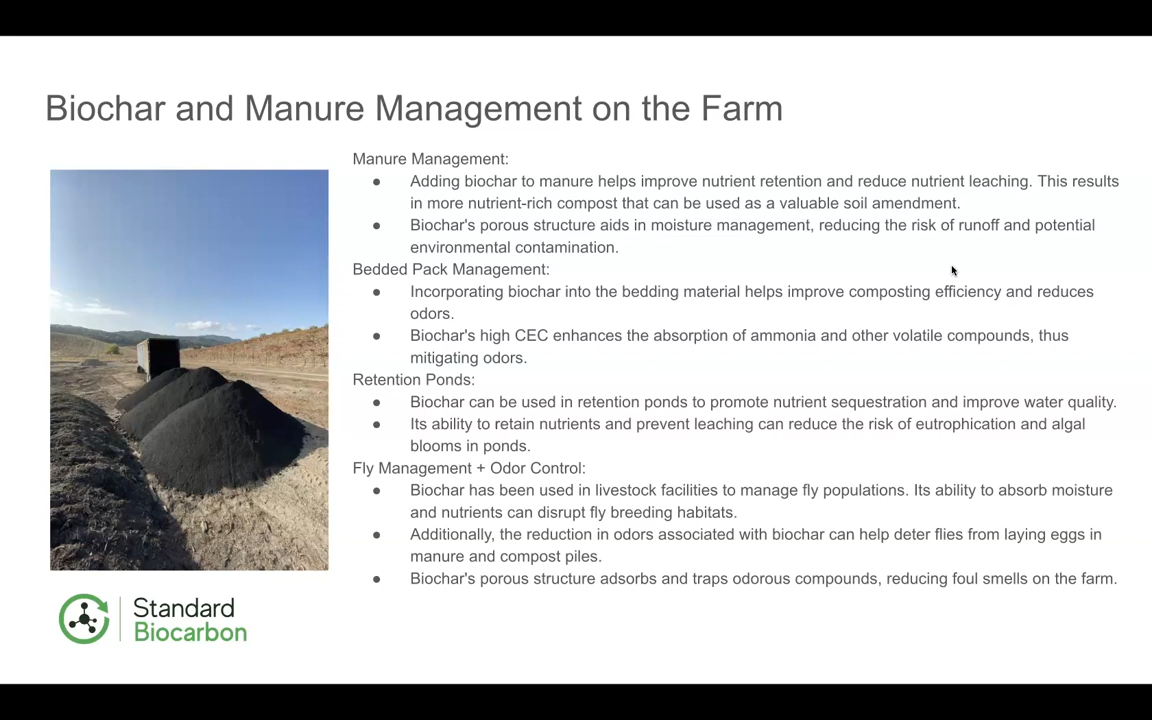 Biochar and Manure Management on the Farm
Manure Management:
● Adding biochar to manure helps improve nutrient retention and reduce nutrient leaching. This results
in more nutrient-rich compost that can be used as a valuable soil amendment.
● Biochar's porous structure aids in moisture management, reducing the risk of runoff and potential
environmental contamination.
Bedded Pack Management:
● Incorporating biochar into the bedding material helps improve composting efficiency and reduces
odors.
● Biochar's high CEC enhances the absorption of ammonia and other volatile compounds, thus
mitigating odors.
Retention Ponds:
● Biochar can be used in retention ponds to promote nutrient sequestration and improve water quality.
● Its ability to retain nutrients and prevent leaching can reduce the risk of eutrophication and algal
blooms in ponds.
Fly Management + Odor Control:
● Biochar has been used in livestock facilities to manage fly populations. Its ability to absorb moisture
and nutrients can disrupt fly breeding habitats.
● Additionally, the reduction in odors associated with biochar can help deter flies from laying eggs in
manure and compost piles.
● Biochar's porous structure adsorbs and traps odorous compounds, reducing foul smells on the farm.
Standard
Biocarbon